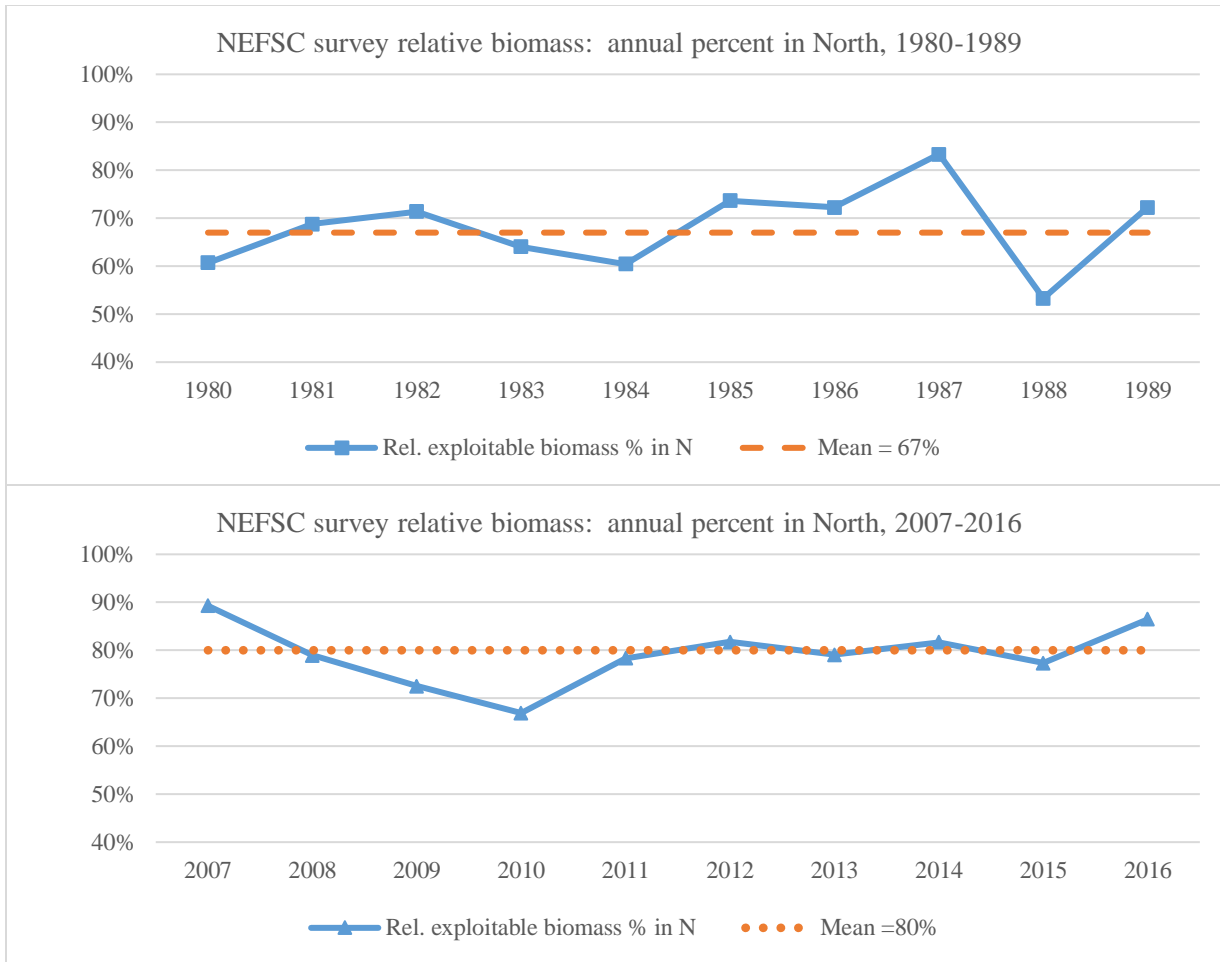 NEFSC survey relative biomass:  annual percent in North, 1980-1989
100%
90%
80%
70%
60%
50%
40%
1980 1981 1982 1983 1984 1985 1986 1987 1988 1989
Rel. exploitable biomass % in N Mean = 67%
NEFSC survey relative biomass:  annual percent in North, 2007-2016
100%
90%
80%
70%
60%
50%
40%
2007 2008 2009 2010 2011 2012 2013 2014 2015 2016
Rel. exploitable biomass % in N Mean =80%